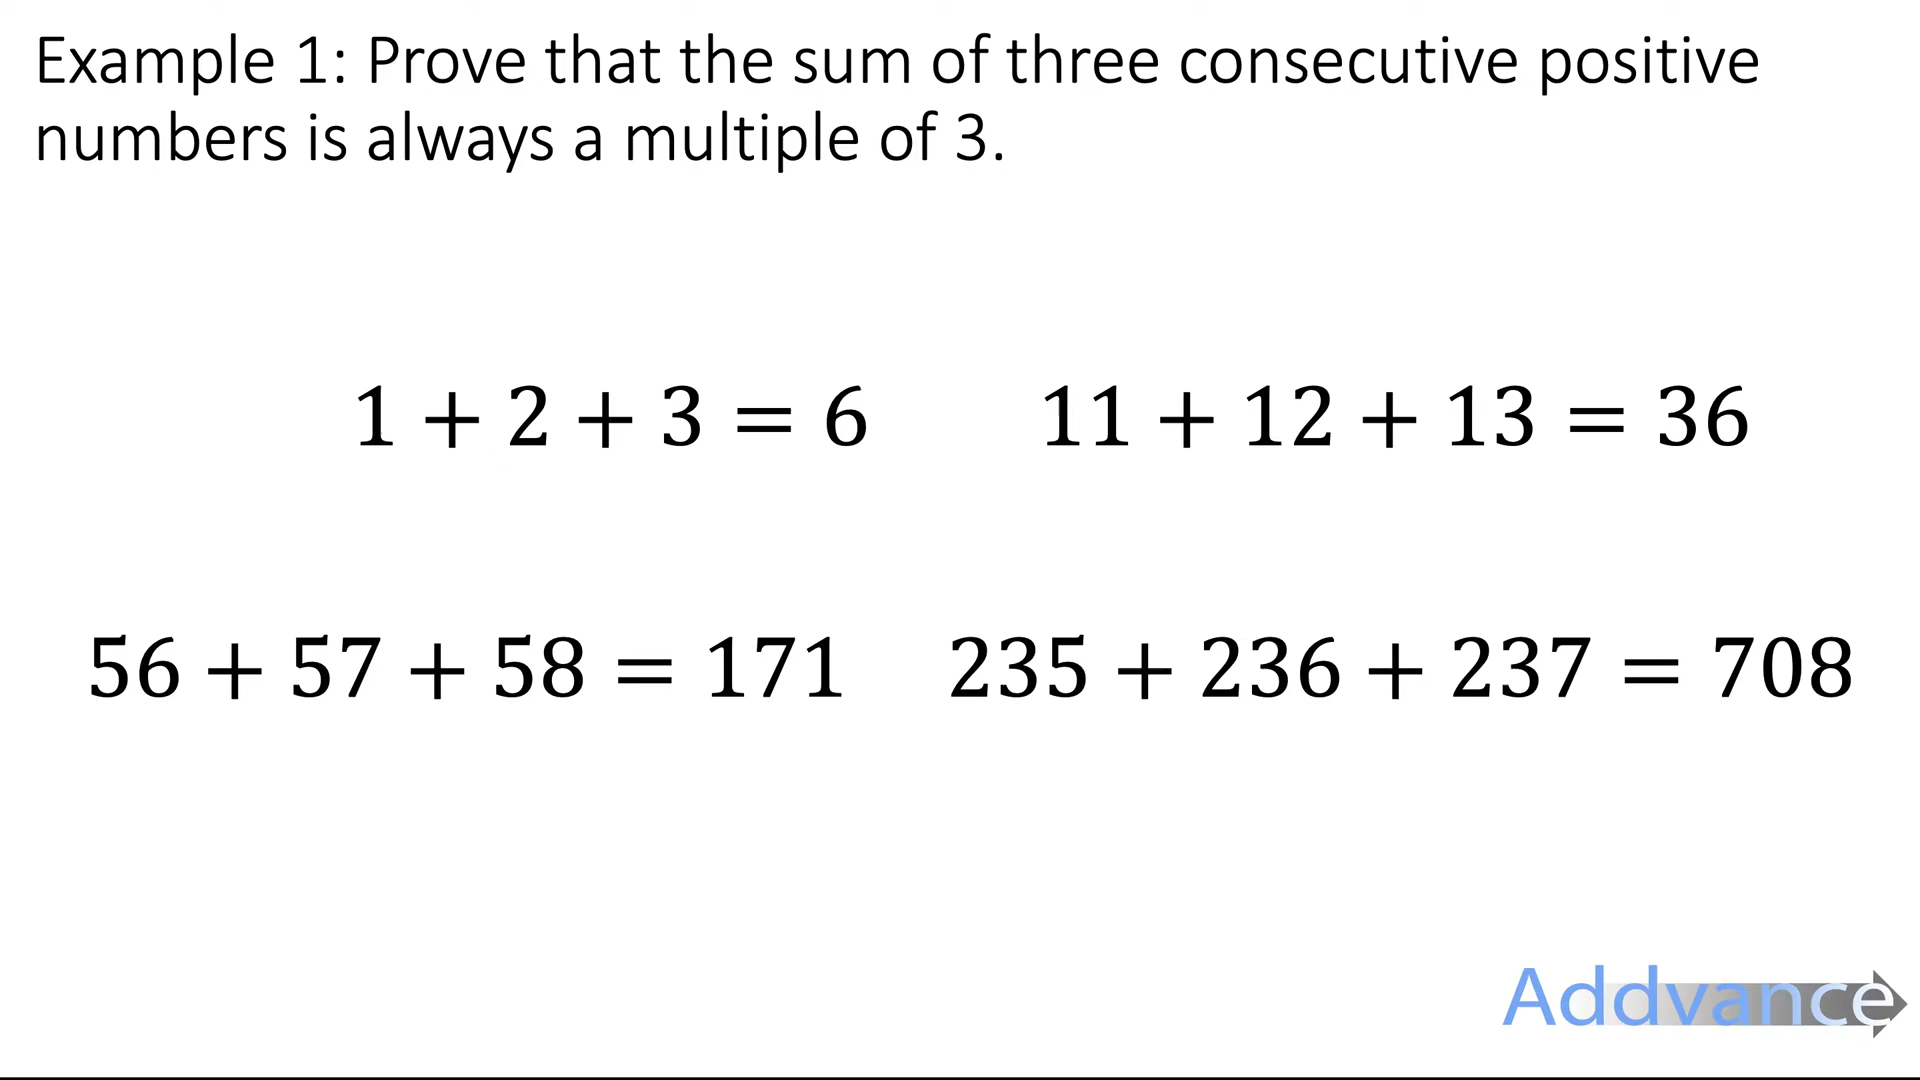 Example 1: Prove that the sum of three consecutive positive
numbers is always a multiple of 3.
1 + 2 + 3 = 6
11 + 12 + 13 = 36
56 + 57 + 58 = 171
235 + 236 + 237 = 708
Addvance